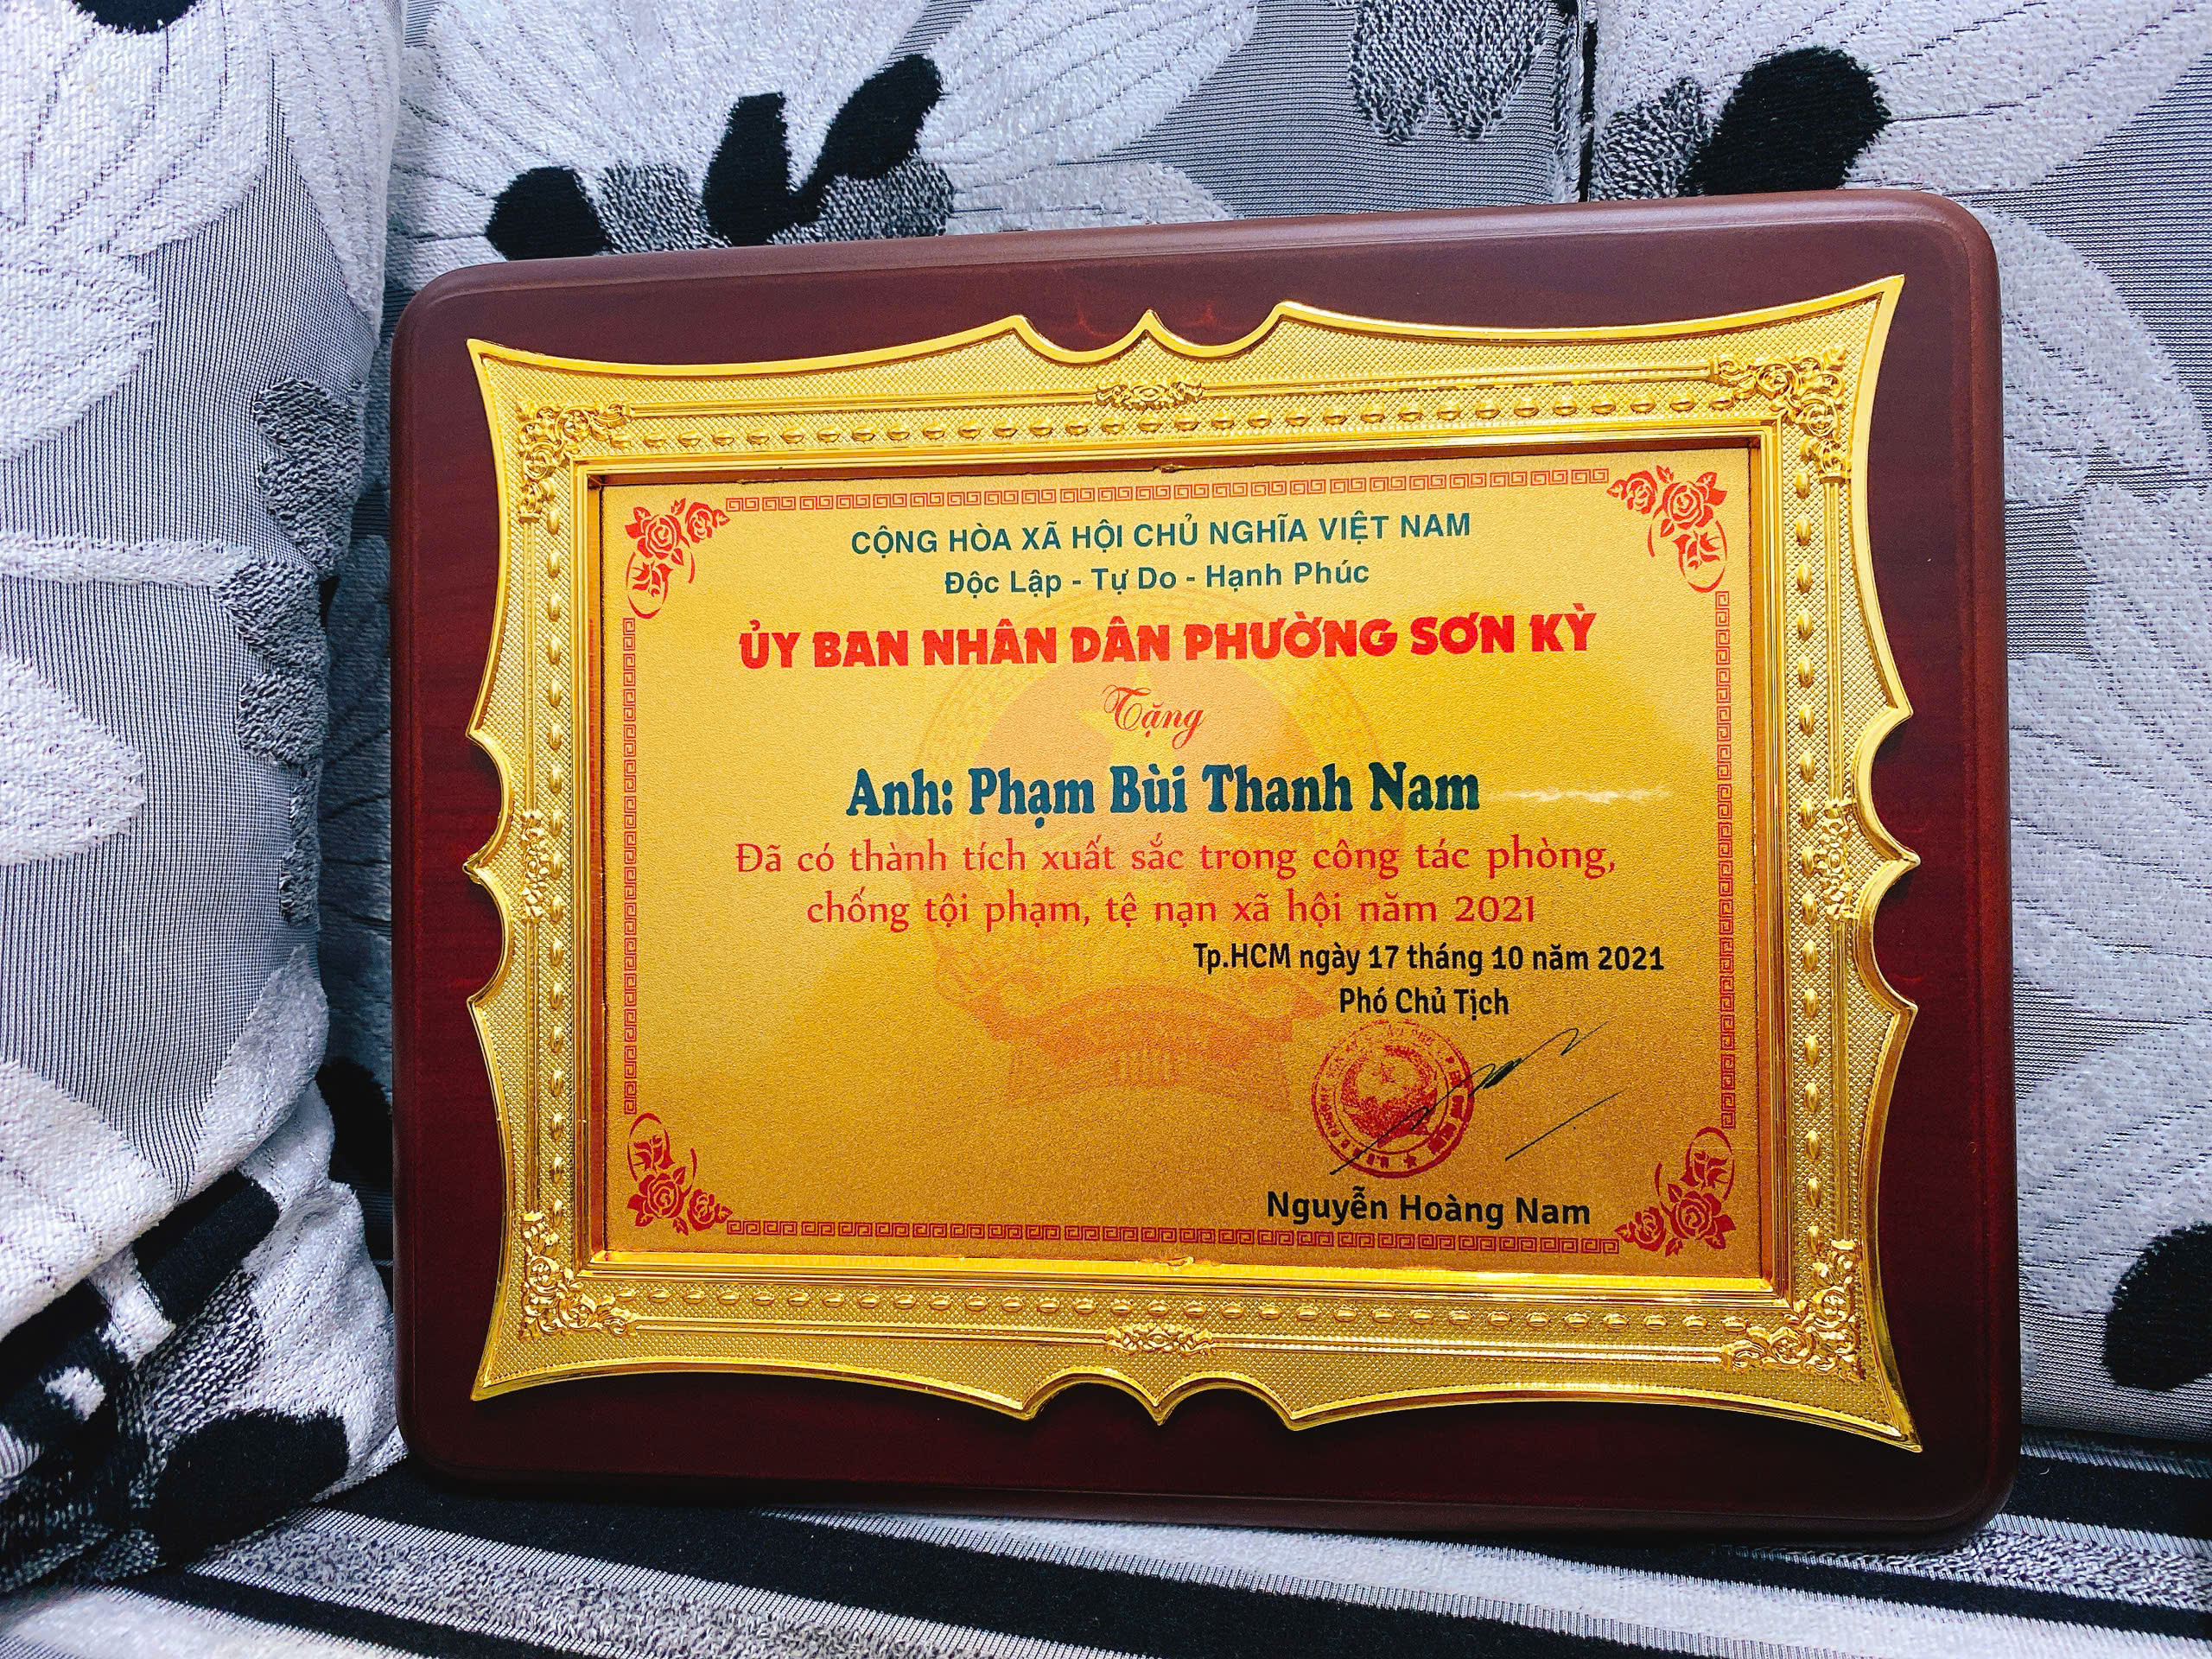 CỘNG HÒA XÃ HỘI CHỦ NGHĨA VIỆT NAM
Độc Lập - Tự Do - Hạnh Phúc
ỦY BAN NHÂN DÂN PHƯỜNG SƠN KỲ
Tặng
Anh: Phạm Bùi Thanh Nam
Đã có thành tích xuất sắc trong công tác phòng,
chống tội phạm, tệ nạn xã hội năm 2021
Tp.HCM ngày 17 tháng 10 năm 2021
Phó Chủ Tịch
Nguyễn Hoàng Nam